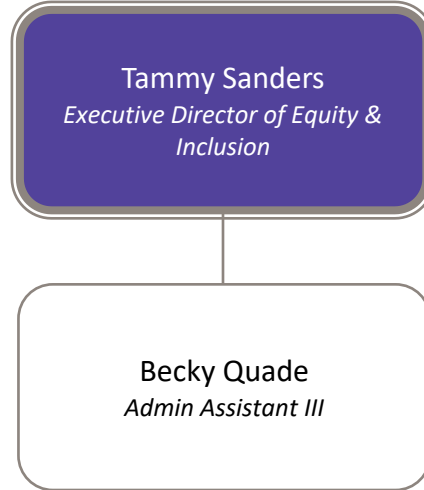 Tammy Sanders
Executive Director of Equity &
Inclusion
Becky Quade
Admin Assistant III